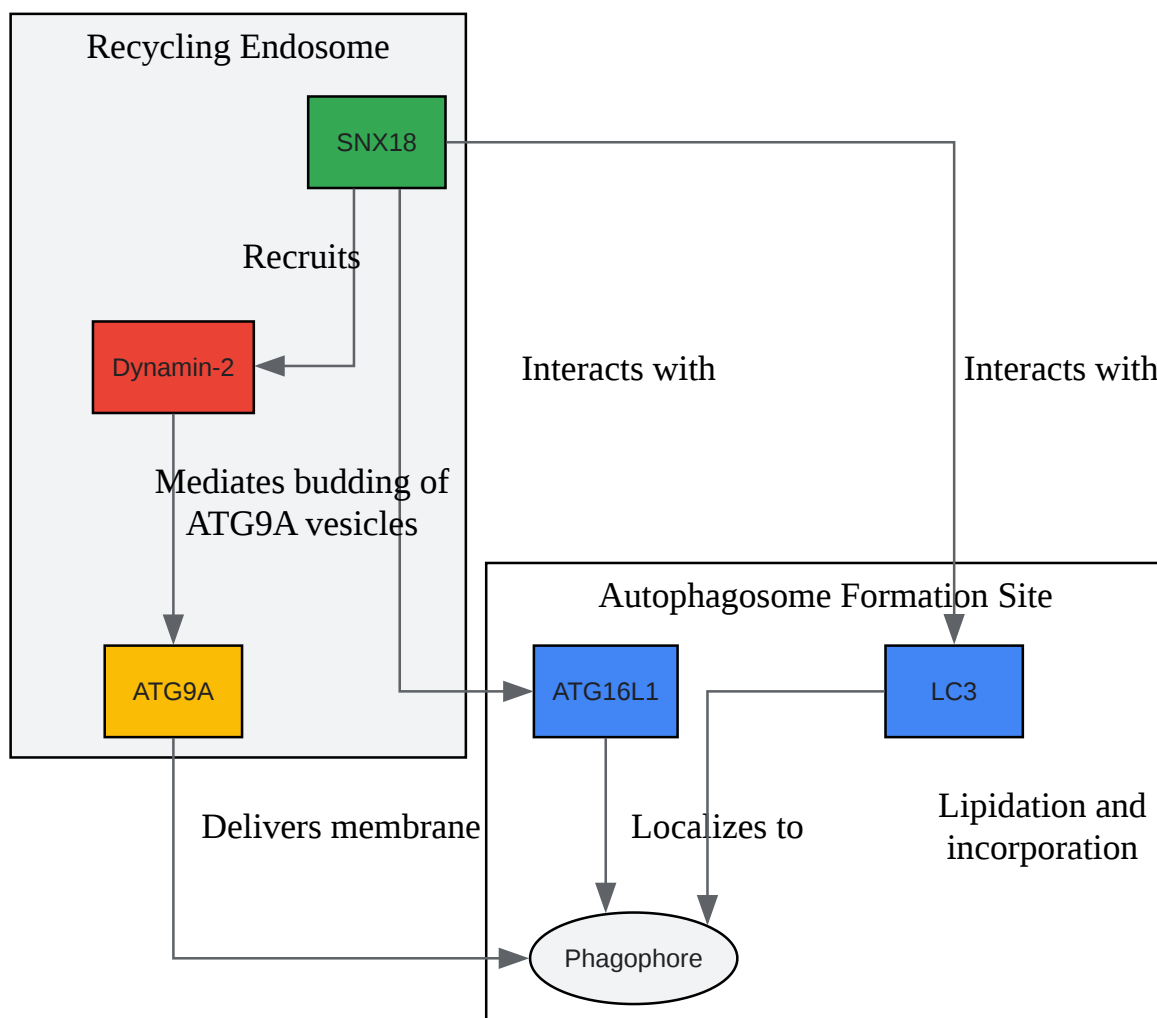 Recycling Endosome
SNX18
Recruits
Dynamin-2
Interacts with
Interacts with
Mediates budding of
ATG9A vesicles
Autophagosome Formation Site
ATG9A
ATG16L1
LC3
Delivers membrane
Localizes to
Lipidation and
incorporation
Phagophore